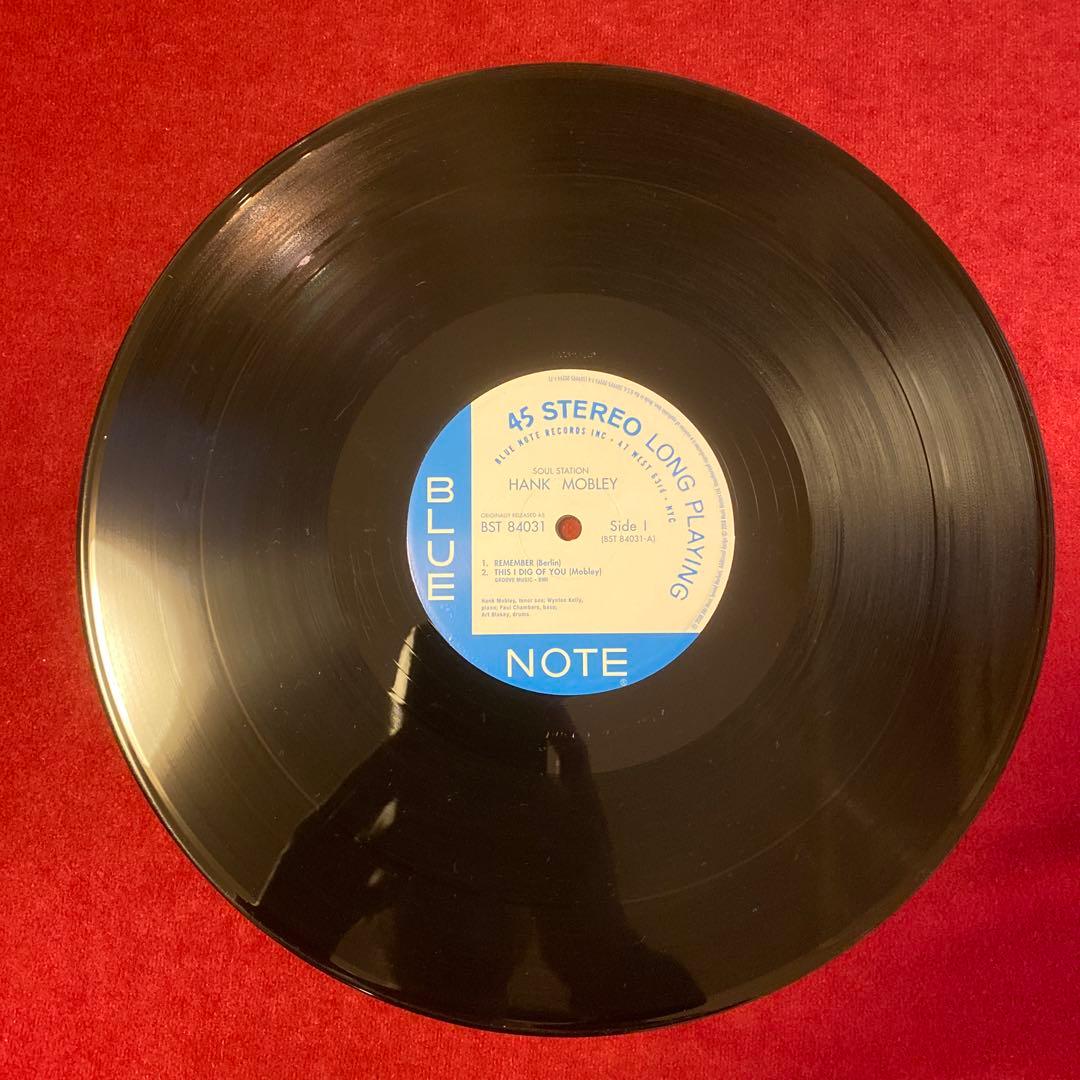 45 STEREO LONG PLAYING
BLUE NOTE RECORDS INC • 47 WEST 63rd • NYC
SOUL STATION
HANK MOBLEY
ORIGINALLY RELEASED AS
BST 84031
Side 1
(BST 84031-A)
1. REMEMBER (Berlin)
2. THIS I DIG OF YOU (Mobley)
GROOVE MUSIC - BMI
Hank Mobley, tenor sax; Wynton Kelly,
piano; Paul Chambers, bass;
Art Blakey, drums
BLUE
NOTE